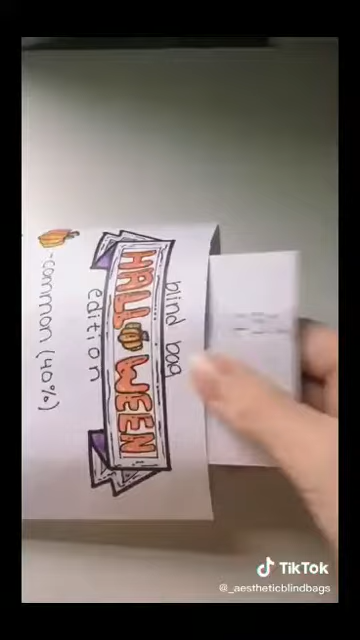 blind bag
HALLOWEEN
edition
-common (40%)
TikTok
@_aestheticblindbags